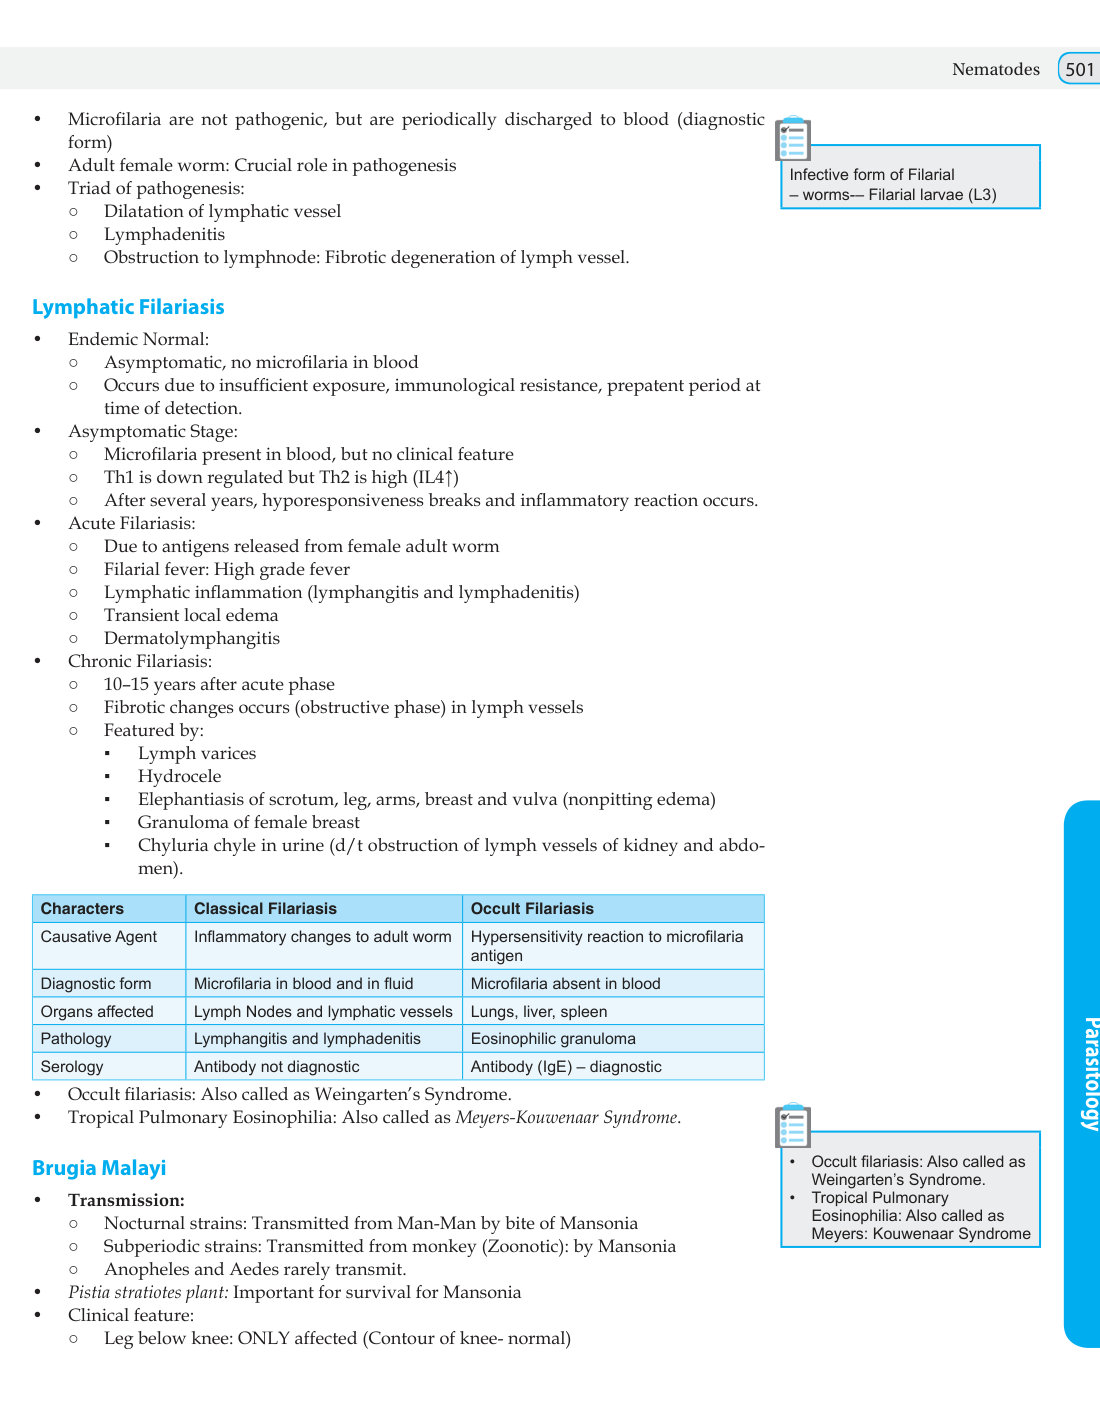 Nematodes 501
• Microfilaria are not pathogenic, but are periodically discharged to blood (diagnostic
form)
• Adult female worm: Crucial role in pathogenesis
• Triad of pathogenesis:
○ Dilatation of lymphatic vessel
○ Lymphadenitis
○ Obstruction to lymphnode: Fibrotic degeneration of lymph vessel.
Infective form of Filarial
– worms-– Filarial larvae (L3)
Lymphatic Filariasis
• Endemic Normal:
○ Asymptomatic, no microfilaria in blood
○ Occurs due to insufficient exposure, immunological resistance, prepatent period at
time of detection.
• Asymptomatic Stage:
○ Microfilaria present in blood, but no clinical feature
○ Th1 is down regulated but Th2 is high (IL4↑)
○ After several years, hyporesponsiveness breaks and inflammatory reaction occurs.
• Acute Filariasis:
○ Due to antigens released from female adult worm
○ Filarial fever: High grade fever
○ Lymphatic inflammation (lymphangitis and lymphadenitis)
○ Transient local edema
○ Dermatolymphangitis
• Chronic Filariasis:
○ 10–15 years after acute phase
○ Fibrotic changes occurs (obstructive phase) in lymph vessels
○ Featured by:
▪ Lymph varices
▪ Hydrocele
▪ Elephantiasis of scrotum, leg, arms, breast and vulva (nonpitting edema)
▪ Granuloma of female breast
▪ Chyluria chyle in urine (d/t obstruction of lymph vessels of kidney and abdo-
men).
Characters Classical Filariasis Occult Filariasis
Causative Agent Inflammatory changes to adult worm Hypersensitivity reaction to microfilaria
antigen
Diagnostic form Microfilaria in blood and in fluid Microfilaria absent in blood
Organs affected Lymph Nodes and lymphatic vessels Lungs, liver, spleen
Pathology Lymphangitis and lymphadenitis Eosinophilic granuloma
Serology Antibody not diagnostic Antibody (IgE) – diagnostic
• Occult filariasis: Also called as Weingarten's Syndrome.
• Tropical Pulmonary Eosinophilia: Also called as Meyers-Kouwenaar Syndrome.
Brugia Malayi
• Transmission:
○ Nocturnal strains: Transmitted from Man-Man by bite of Mansonia
○ Subperiodic strains: Transmitted from monkey (Zoonotic): by Mansonia
○ Anopheles and Aedes rarely transmit.
• Pistia stratiotes plant: Important for survival for Mansonia
• Clinical feature:
○ Leg below knee: ONLY affected (Contour of knee- normal)
• Occult filariasis: Also called as
Weingarten's Syndrome.
• Tropical Pulmonary
Eosinophilia: Also called as
Meyers: Kouwenaar Syndrome
Parasitology